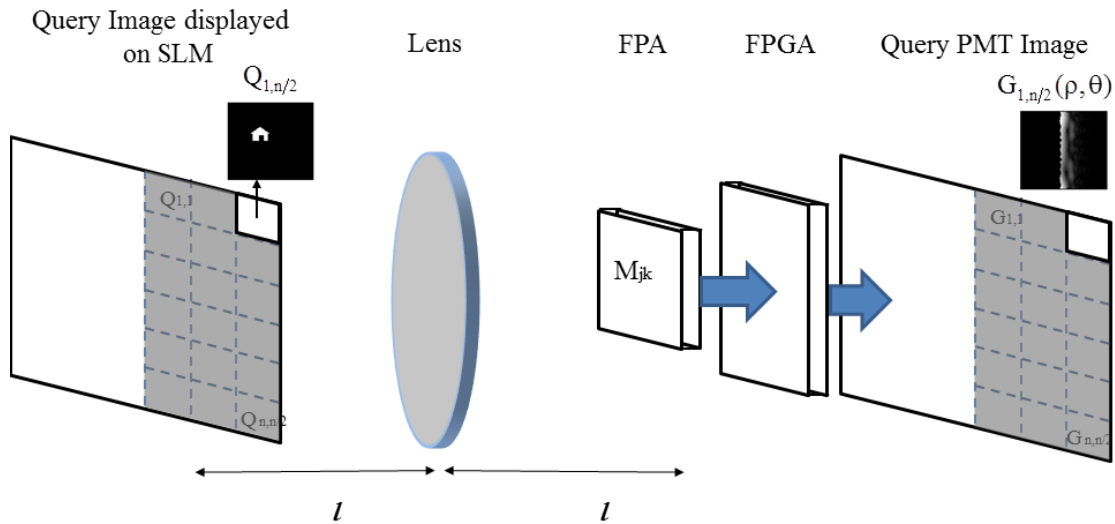 Query Image displayed
on SLM
Lens
FPA
FPGA
Query PMT Image
Q1,n/2
G1,n/2(ρ,θ)
Q1,1
G1,1
Mjk
Qn,n/2
Gn,n/2
l
l